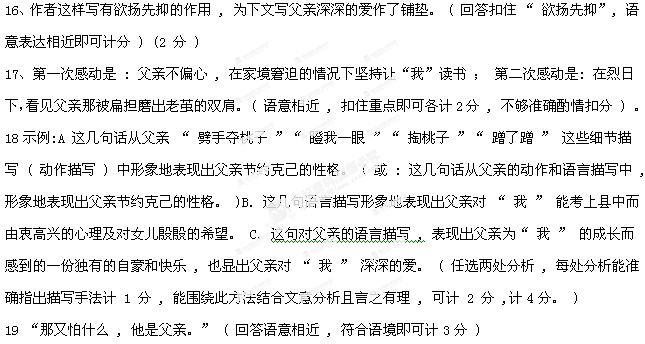 16、作者这样写有欲扬先抑的作用 , 为下文写父亲深深的爱作了铺垫。( 回答扣住 “ 欲扬先抑”, 语
意表达相近即可计分 ) (2 分 )
17、第一次感动是 : 父亲不偏心 , 在家境窘迫的情况下坚持让“我”读书 ; 第二次感动是: 在烈日
下,看见父亲那被扁担磨出老茧的双肩。( 语意相近 , 扣住重点即可各计2分 , 不够准确酌情扣分 ) 。
18示例:A 这几句话从父亲 “ 劈手夺桃子 ” “ 瞪我一眼 ” “ 掏桃子 ” “ 蹭了蹭 ” 这些细节描
写 ( 动作描写 ) 中形象地表现出父亲节约克己的性格。 ( 或 : 这几句话从父亲的动作和语言描写中 ,
形象地表现出父亲节约克己的性格。 )B. 这几句语言描写形象地表现出父亲对 “ 我 ” 能考上县中而
由衷高兴的心理及对女儿殷殷的希望。 C. 这句对父亲的语言描写 , 表现出父亲为“ 我 ” 的成长而
感到的一份独有的自豪和快乐 , 也显出父亲对 “ 我 ” 深深的爱。( 任选两处分析 , 每处分析能准
确指出描写手法计 1 分 , 能围绕此方法结合文意分析且言之有理 , 可计 2 分 ,计4分。 )
19 “那又怕什么 , 他是父亲。” ( 回答语意相近 , 符合语境即可计3分 )